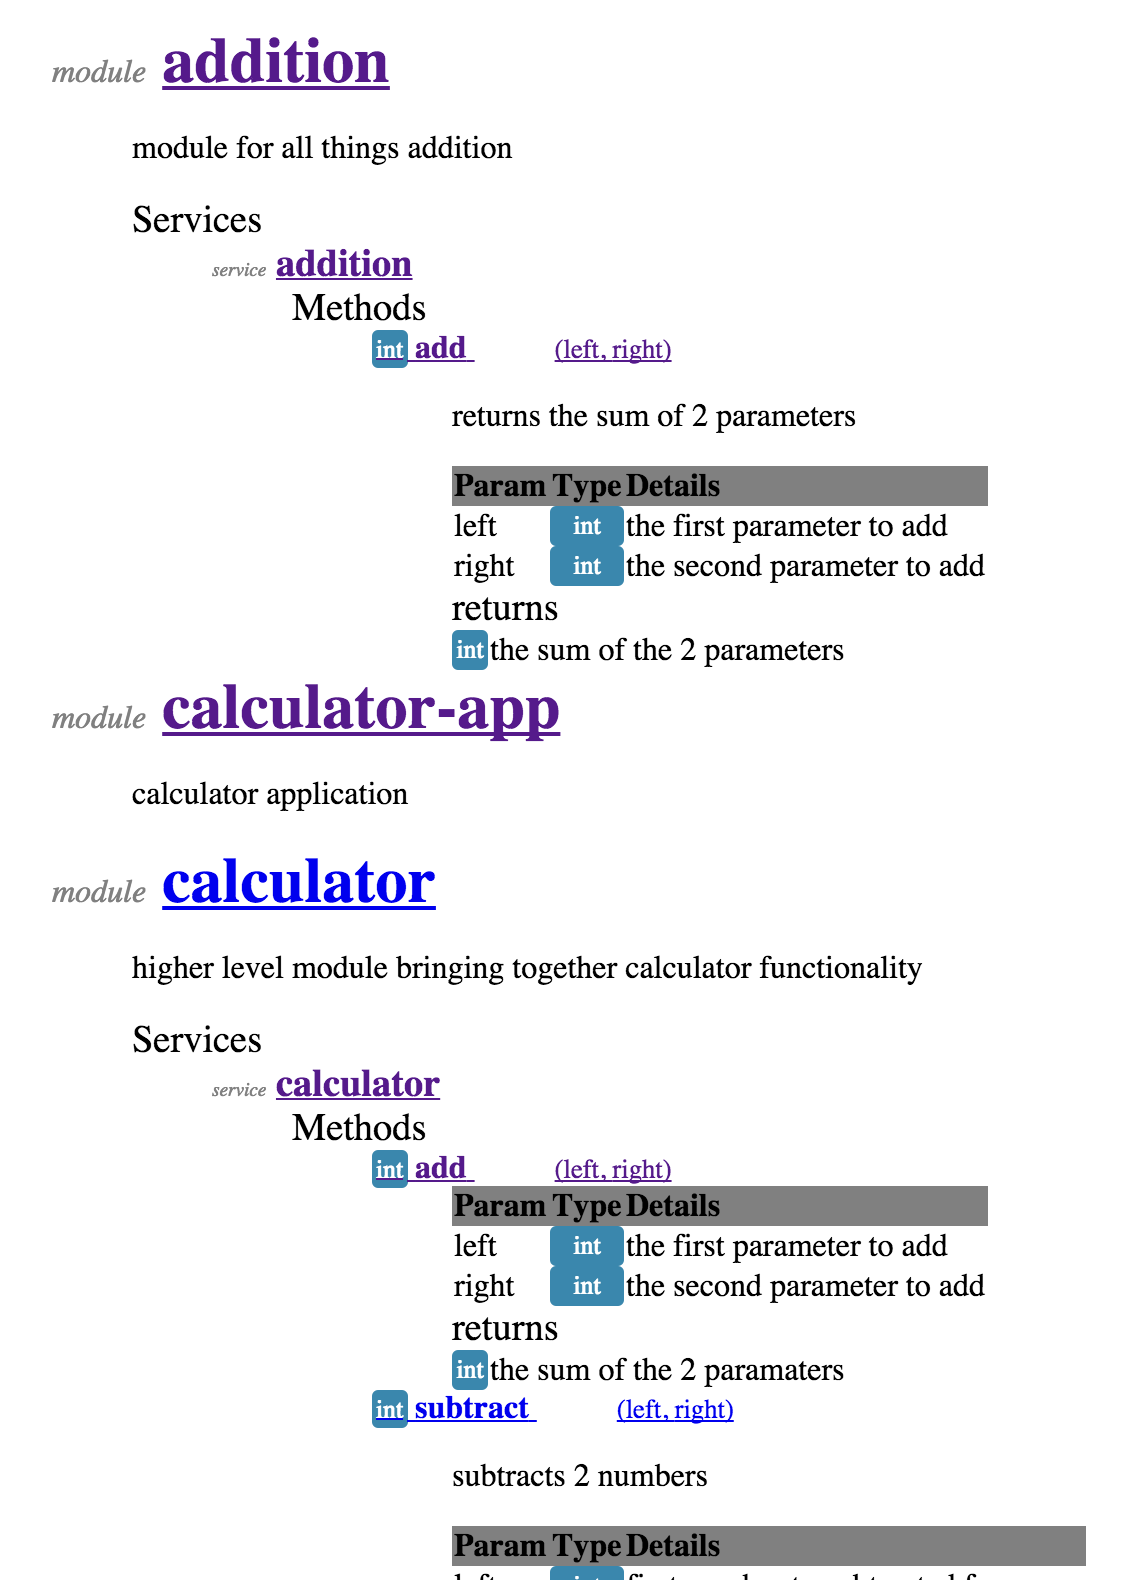 module addition
module for all things addition
Services
service addition
Methods
int add (left, right)
returns the sum of 2 parameters
Param Type Details
left int the first parameter to add
right int the second parameter to add
returns
int the sum of the 2 parameters
module calculator-app
calculator application
module calculator
higher level module bringing together calculator functionality
Services
service calculator
Methods
int add (left, right)
Param Type Details
left int the first parameter to add
right int the second parameter to add
returns
int the sum of the 2 paramaters
int subtract (left, right)
subtracts 2 numbers
Param Type Details